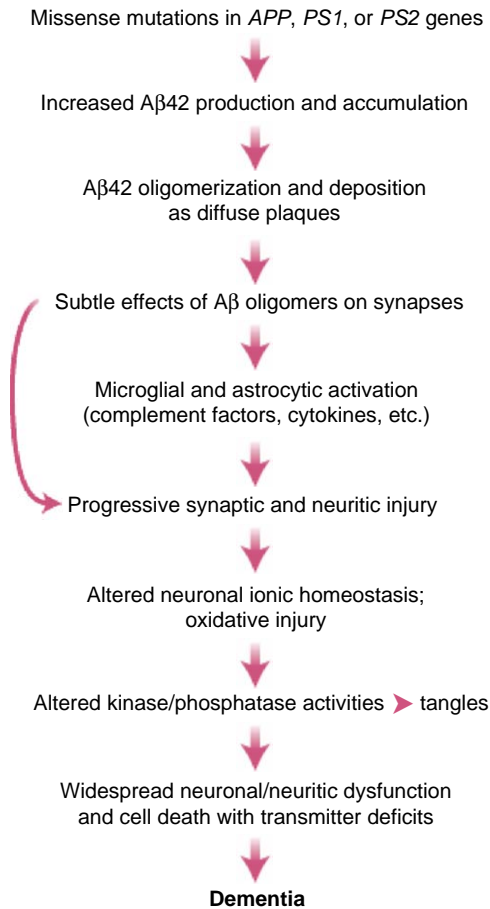 Missense mutations in APP, PS1, or PS2 genes
Increased Aβ42 production and accumulation
Aβ42 oligomerization and deposition
as diffuse plaques
Subtle effects of Aβ oligomers on synapses
Microglial and astrocytic activation
(complement factors, cytokines, etc.)
Progressive synaptic and neuritic injury
Altered neuronal ionic homeostasis;
oxidative injury
Altered kinase/phosphatase activities tangles
Widespread neuronal/neuritic dysfunction
and cell death with transmitter deficits
Dementia